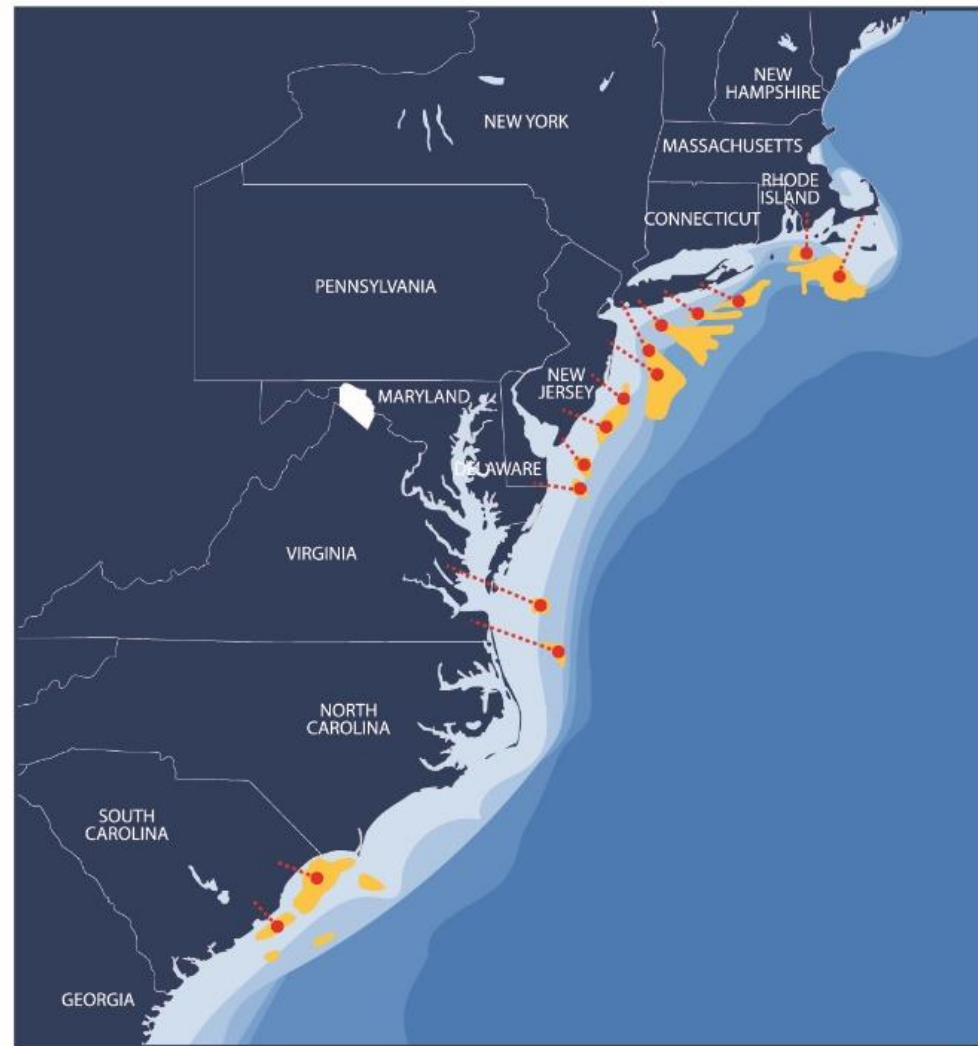 NEW
HAMPSHIRE
NEW YORK
MASSACHUSETTS
RHODE
ISLAND
CONNECTICUT
PENNSYLVANIA
NEW
JERSEY
MARYLAND
DELAWARE
VIRGINIA
NORTH
CAROLINA
SOUTH
CAROLINA
GEORGIA